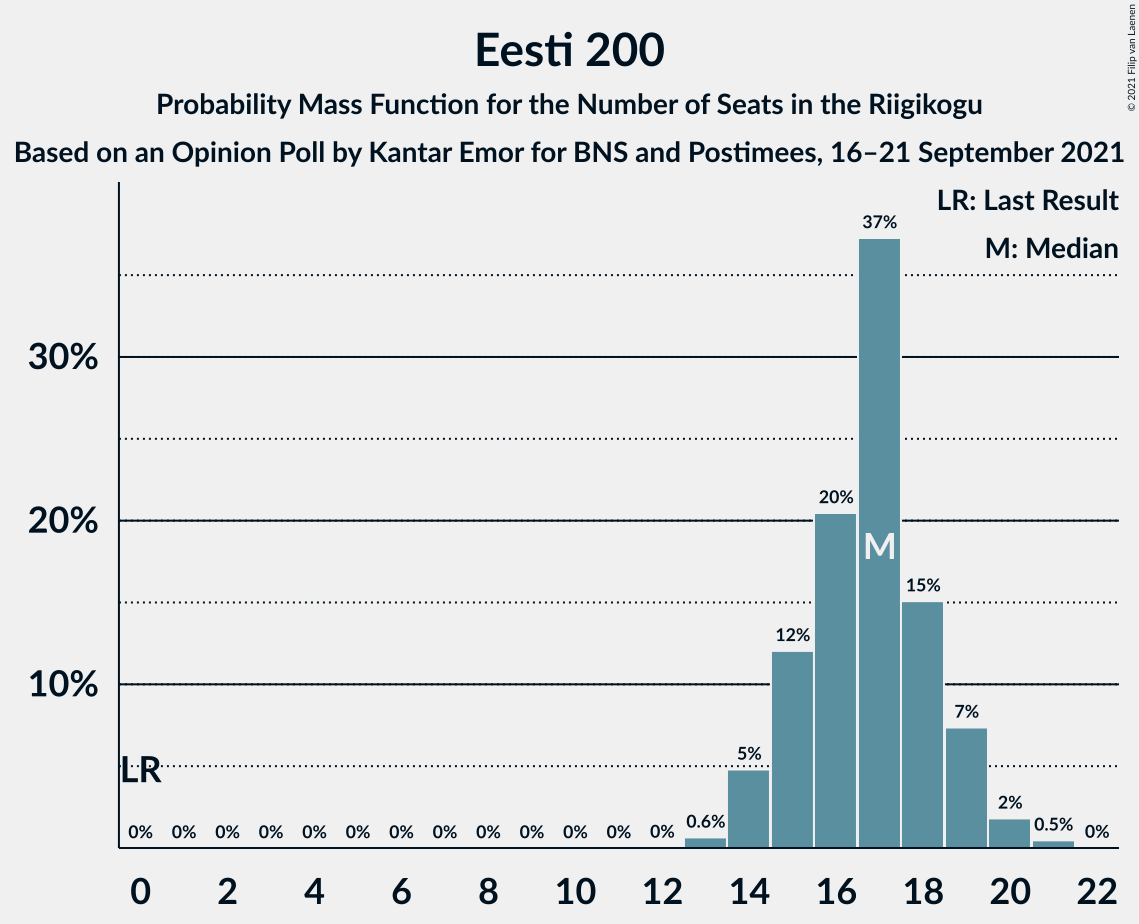 Eesti 200
Probability Mass Function for the Number of Seats in the Riigikogu
Based on an Opinion Poll by Kantar Emor for BNS and Postimees, 16–21 September 2021
© 2021 Filip van Laenen
LR: Last Result
M: Median
37%
30%
20%
20%
M
15%
12%
10%
7%
5%
LR
2%
0% 0% 0% 0% 0% 0% 0% 0% 0% 0% 0% 0% 0% 0.6% 0.5% 0%
0 2 4 6 8 10 12 14 16 18 20 22